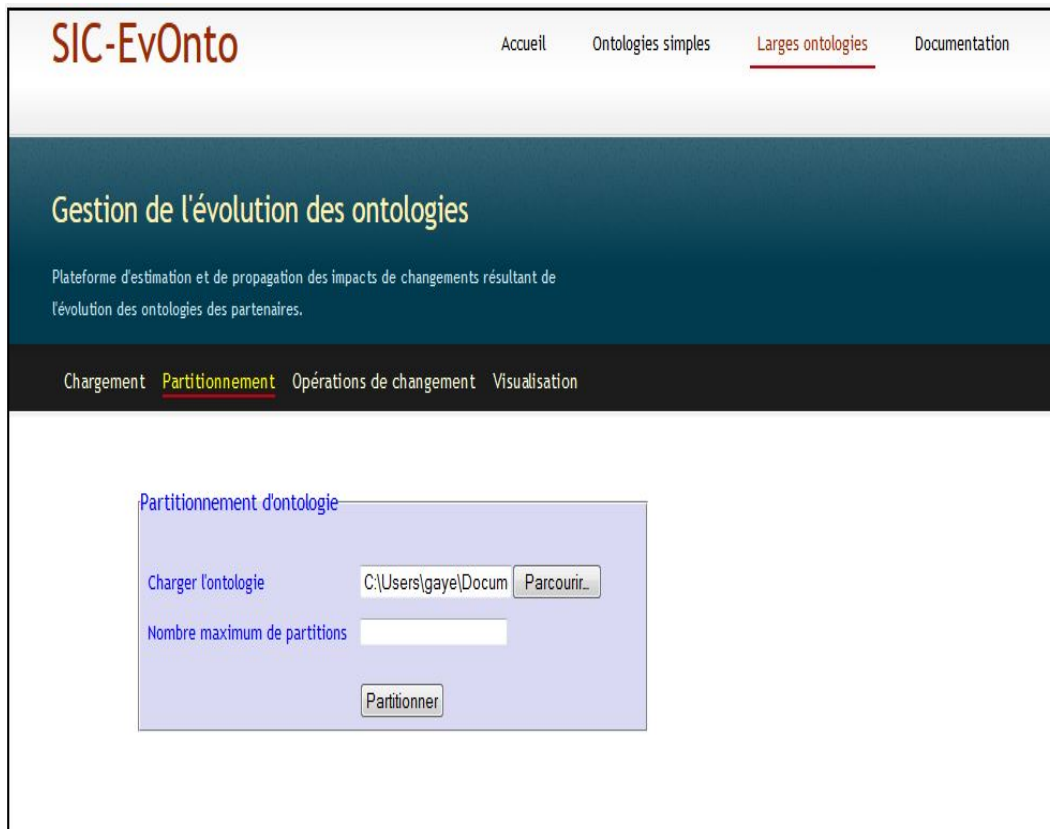 SIC-EvOnto
Accueil Ontologies simples Larges ontologies Documentation
Gestion de l'évolution des ontologies
Plateforme d'estimation et de propagation des impacts de changements résultant de
l'évolution des ontologies des partenaires.
Chargement Partitionnement Opérations de changement Visualisation
Partitionnement d'ontologie
Charger l'ontologie C:\Users\gaye\Docum Parcourir...
Nombre maximum de partitions
Partitionner